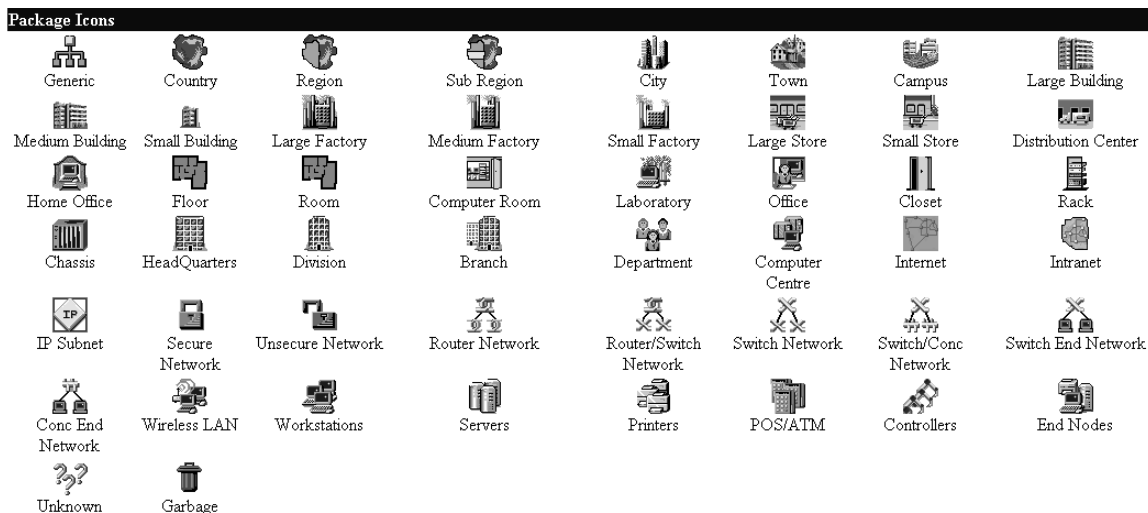 Package Icons
Generic Country Region Sub Region City Town Campus Large Building
Medium Building Small Building Large Factory Medium Factory Small Factory Large Store Small Store Distribution Center
Home Office Floor Room Computer Room Laboratory Office Closet Rack
Chassis HeadQuarters Division Branch Department Computer Internet Intranet
Centre
IP
IP Subnet Secure Unsecure Network Router Network Router/Switch Switch Network Switch/Conc Switch End Network
Network Network Network
Conc End Wireless LAN Workstations Servers Printers POS/ATM Controllers End Nodes
Network
???
Unknown Garbage